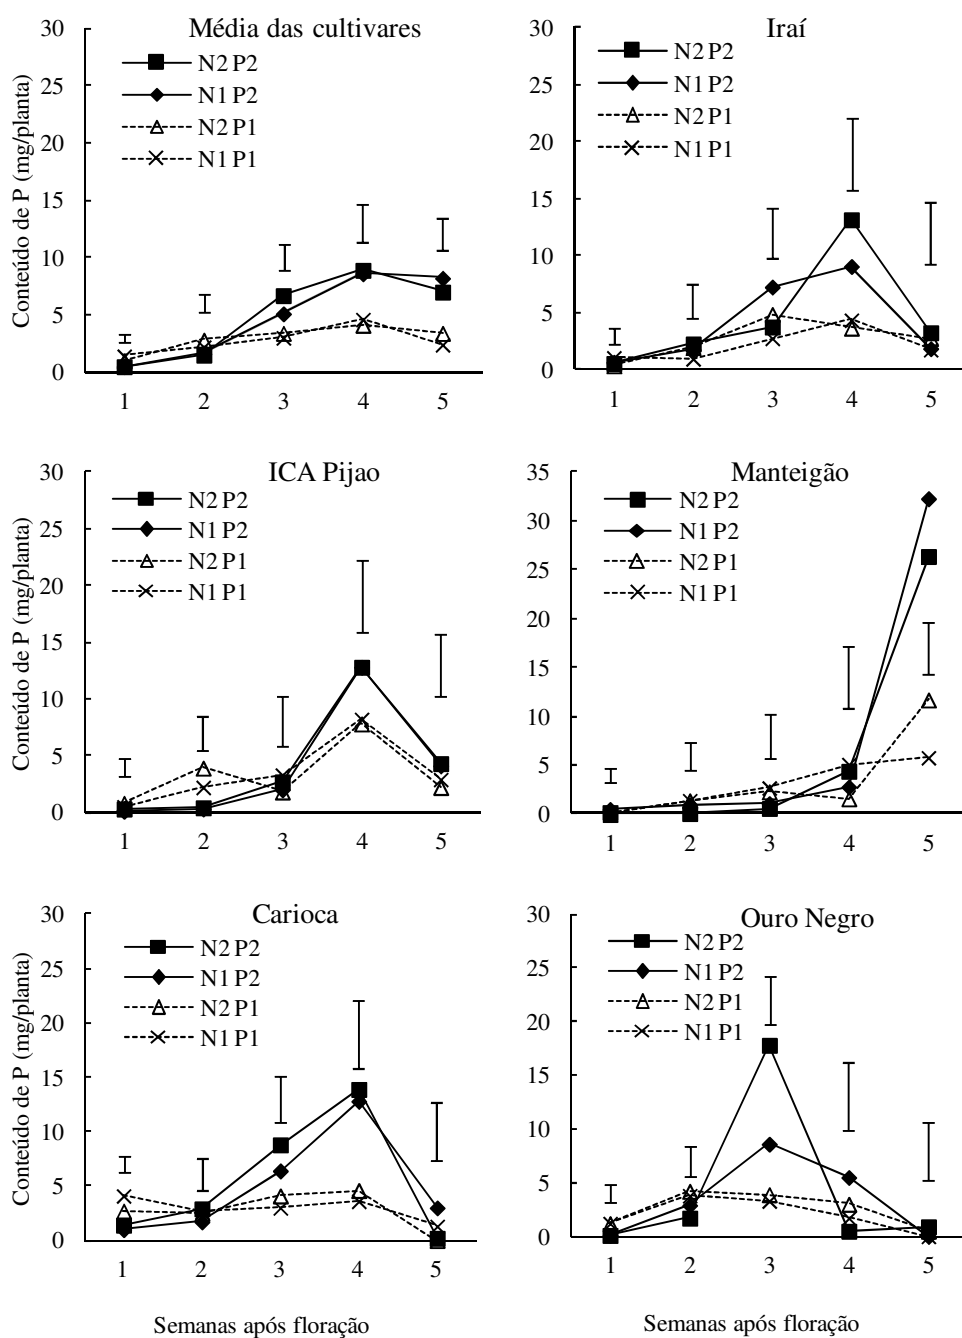 Média das cultivares
Conteúdo de P (mg/planta)
30
25
20
15
10
5
0
N2 P2
N1 P2
N2 P1
N1 P1
1 2 3 4 5
Iraí
30
25
20
15
10
5
0
N2 P2
N1 P2
N2 P1
N1 P1
1 2 3 4 5
ICA Pijao
Conteúdo de P (mg/planta)
30
25
20
15
10
5
0
N2 P2
N1 P2
N2 P1
N1 P1
1 2 3 4 5
Manteigão
35
30
25
20
15
10
5
0
N2 P2
N1 P2
N2 P1
N1 P1
1 2 3 4 5
Carioca
Conteúdo de P (mg/planta)
30
25
20
15
10
5
0
N2 P2
N1 P2
N2 P1
N1 P1
1 2 3 4 5
Semanas após floração
Ouro Negro
30
25
20
15
10
5
0
N2 P2
N1 P2
N2 P1
N1 P1
1 2 3 4 5
Semanas após floração